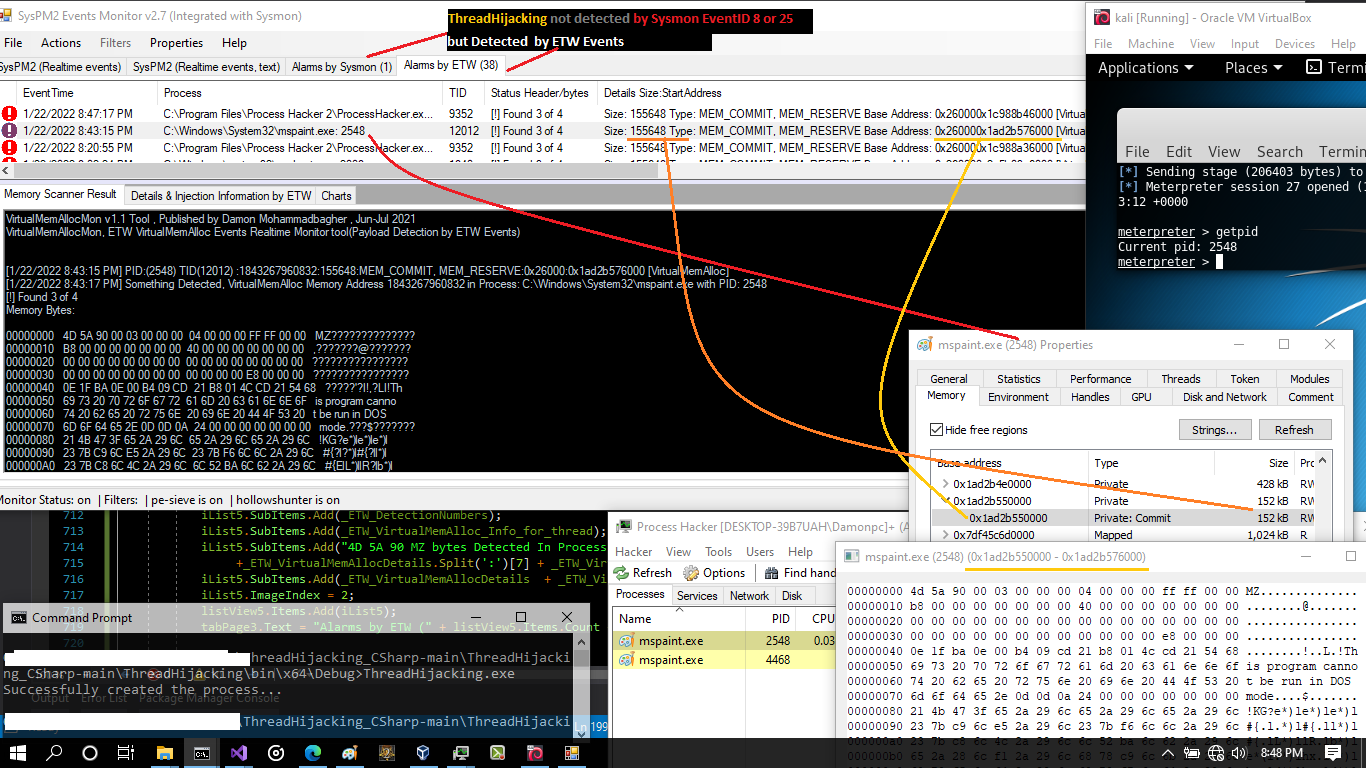 SysPM2 Events Monitor v2.7 (Integrated with Sysmon)
ThreadHijacking not detected by Sysmon EventID 8 or 25
but Detected by ETW Events
File Actions Filters Properties Help
SysPM2 (Realtime events) SysPM2 (Realtime events, text) Alarms by Sysmon (1) Alarms by ETW (38)
EventTime Process TID Status Header/bytes Details Size:StartAddress
1/22/2022 8:47:17 PM C:\Program Files\Process Hacker 2\ProcessHacker.ex... 9352 [!] Found 3 of 4 Size: 155648 Type: MEM_COMMIT, MEM_RESERVE Base Address: 0x260000x1c988b46000 [Virtual
1/22/2022 8:43:15 PM C:\Windows\System32\mspaint.exe: 2548 12012 [!] Found 3 of 4 Size: 155648 Type: MEM_COMMIT, MEM_RESERVE Base Address: 0x260000x1ad2b576000 [Virtual
1/22/2022 8:20:55 PM C:\Program Files\Process Hacker 2\ProcessHacker.ex... 9352 [!] Found 3 of 4 Size: 155648 Type: MEM_COMMIT, MEM_RESERVE Base Address: 0x260000x1c988a36000 [Virtual
Memory Scanner Result Details & Injection Information by ETW Charts
VirtualMemAllocMon v1.1 Tool , Published by Damon Mohammadbagher , Jun-Jul 2021
VirtualMemAllocMon, ETW VirtualMemAlloc Events Realtime Monitor tool(Payload Detection by ETW Events)
[1/22/2022 8:43:15 PM] PID:(2548) TID(12012) :1843267960832:155648:MEM_COMMIT, MEM_RESERVE:0x26000:0x1ad2b576000 [VirtualMemAlloc]
[1/22/2022 8:43:17 PM] Something Detected, VirtualMemAlloc Memory Address 1843267960832 in Process: C:\Windows\System32\mspaint.exe with PID: 2548
[!] Found 3 of 4
Memory Bytes:
00000000 4D 5A 90 00 03 00 00 00 04 00 00 00 FF FF 00 00 MZ??????????????
00000010 B8 00 00 00 00 00 00 00 40 00 00 00 00 00 00 00 .???????@???????
00000020 00 00 00 00 00 00 00 00 00 00 00 00 00 00 00 00 ????????????????
00000030 00 00 00 00 00 00 00 00 00 00 00 00 E8 00 00 00 ????????????????
00000040 0E 1F BA 0E 00 B4 09 CD 21 B8 01 4C CD 21 54 68 ?????'?I!.?LI!Th
00000050 69 73 20 70 72 6F 67 72 61 6D 20 63 61 6E 6E 6F is program canno
00000060 74 20 62 65 20 72 75 6E 20 69 6E 20 44 4F 53 20 t be run in DOS
00000070 6D 6F 64 65 2E 0D 0D 0A 24 00 00 00 00 00 00 00 mode.???$???????
00000080 21 4B 47 3F 65 2A 29 6C 65 2A 29 6C 65 2A 29 6C !KG?e*)le*)le*)l
00000090 23 7B C9 6C E5 2A 29 6C 23 7B F6 6C 6C 2A 29 6C #{?l?*)l#{?ll*)l
000000A0 23 7B C8 6C 4C 2A 29 6C 6C 52 BA 6C 62 2A 29 6C #{ElL*)llR?lb*)l
Monitor Status: on | Filters: | pe-sieve is on | hollowshunter is on
kali [Running] - Oracle VM VirtualBox
File Machine View Input Devices Help
Applications Places Termi
File Edit View Search Termin
[*] Sending stage (206403 bytes) to
[*] Meterpreter session 27 opened (
3:12 +0000
meterpreter > getpid
Current pid: 2548
meterpreter >
mspaint.exe (2548) Properties
General Statistics Performance Threads Token Modules
Memory Environment Handles GPU Disk and Network Comment
Hide free regions Strings... Refresh
Base address Type Size Prc
0x1ad2b4e0000 Private 428 kB RW
0x1ad2b550000 Private 152 kB RW
0x1ad2b550000 Private: Commit 152 kB RW
0x7df45c6d0000 Mapped 1,024 kB R
712 iList5.SubItems.Add(_ETW_DetectionNumbers);
713 iList5.SubItems.Add(_ETW_VirtualMemAlloc_Info_for_thread);
714 iList5.SubItems.Add("4D 5A 90 MZ bytes Detected In Process
715 +_ETW_VirtualMemAllocDetails.Split(':')[7] + _ETW_Vir
716 iList5.SubItems.Add(_ETW_VirtualMemAllocDetails + _ETW_Vi
717 iList5.ImageIndex = 2;
718 listView5.Items.Add(iList5);
719 tabPage3.Text = "Alarms by ETW (" + listView5.Items.Count
720
Command Prompt
ThreadHijacking_CSharp-main\ThreadHijacki
ng_CSharp-main\ThreadHijacking\bin\x64\Debug>ThreadHijacking.exe
Successfully created the process...
Output Error List Package Manager Console
\ThreadHijacking_CSharp-main\ThreadHijacki
Ln 199
Process Hacker [DESKTOP-39B7UAH\Damonpc]+ (A
Hacker View Tools Users Help
Refresh Options Find hand
Processes Services Network Disk
Name PID CPU
mspaint.exe 2548 0.03
mspaint.exe 4468
mspaint.exe (2548) (0x1ad2b550000 - 0x1ad2b576000)
00000000 4d 5a 90 00 03 00 00 00 04 00 00 00 ff ff 00 00 MZ..............
00000010 b8 00 00 00 00 00 00 00 40 00 00 00 00 00 00 00 ........@.......
00000020 00 00 00 00 00 00 00 00 00 00 00 00 00 00 00 00 ................
00000030 00 00 00 00 00 00 00 00 00 00 00 00 e8 00 00 00 ................
00000040 0e 1f ba 0e 00 b4 09 cd 21 b8 01 4c cd 21 54 68 ........!..L.!Th
00000050 69 73 20 70 72 6f 67 72 61 6d 20 63 61 6e 6e 6f is program canno
00000060 74 20 62 65 20 72 75 6e 20 69 6e 20 44 4f 53 20 t be run in DOS
00000070 6d 6f 64 65 2e 0d 0d 0a 24 00 00 00 00 00 00 00 mode....$.......
00000080 21 4b 47 3f 65 2a 29 6c 65 2a 29 6c 65 2a 29 6c !KG?e*)le*)le*)l
00000090 23 7b c9 6c e5 2a 29 6c 23 7b f6 6c 6c 2a 29 6c #{.l.*)l#{.ll*)l
8:48 PM